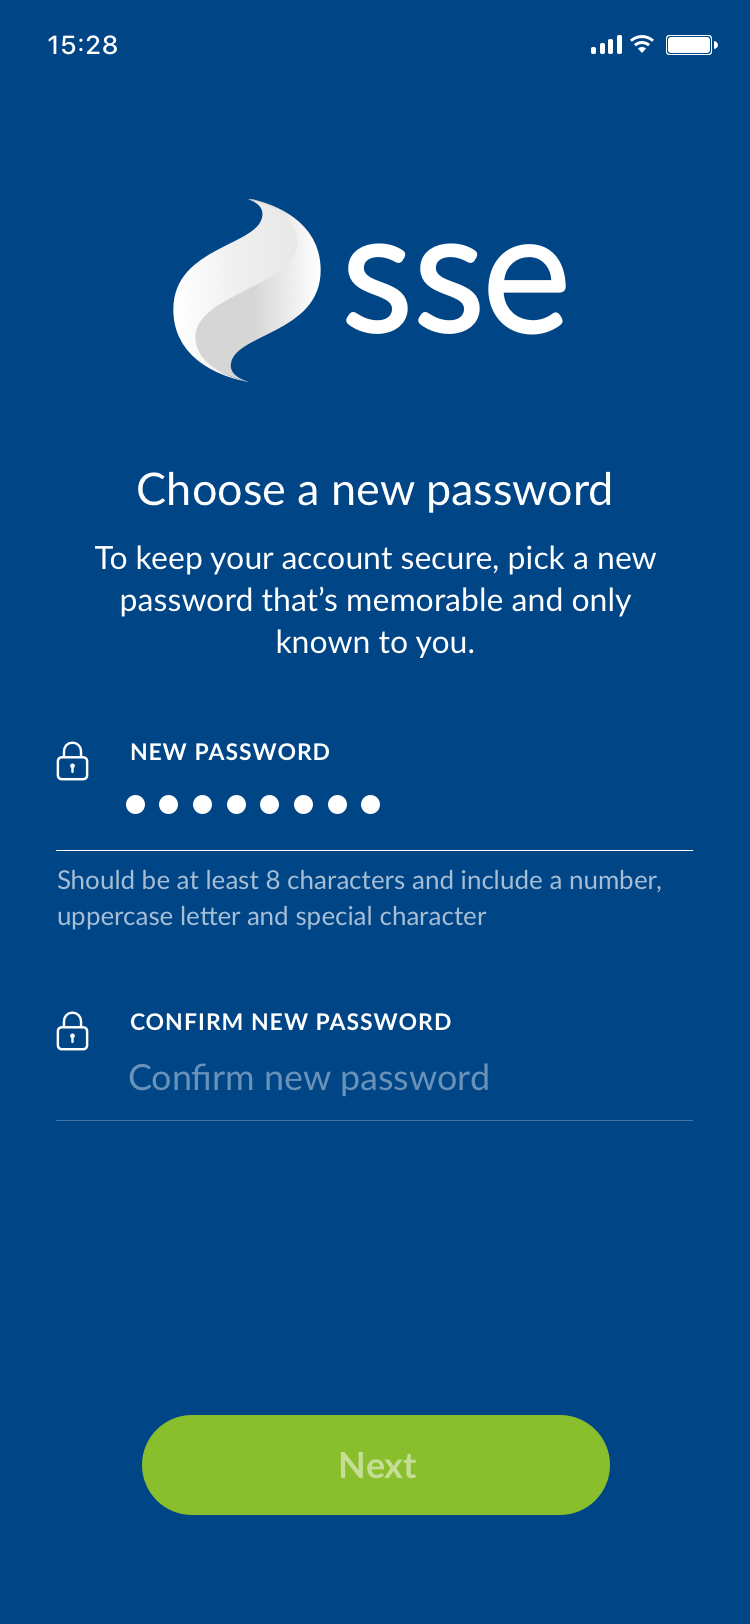 15:28
sse
Choose a new password
To keep your account secure, pick a new
password that’s memorable and only
known to you.
NEW PASSWORD
●●●●●●●●
Should be at least 8 characters and include a number,
uppercase letter and special character
CONFIRM NEW PASSWORD
Confirm new password
Next